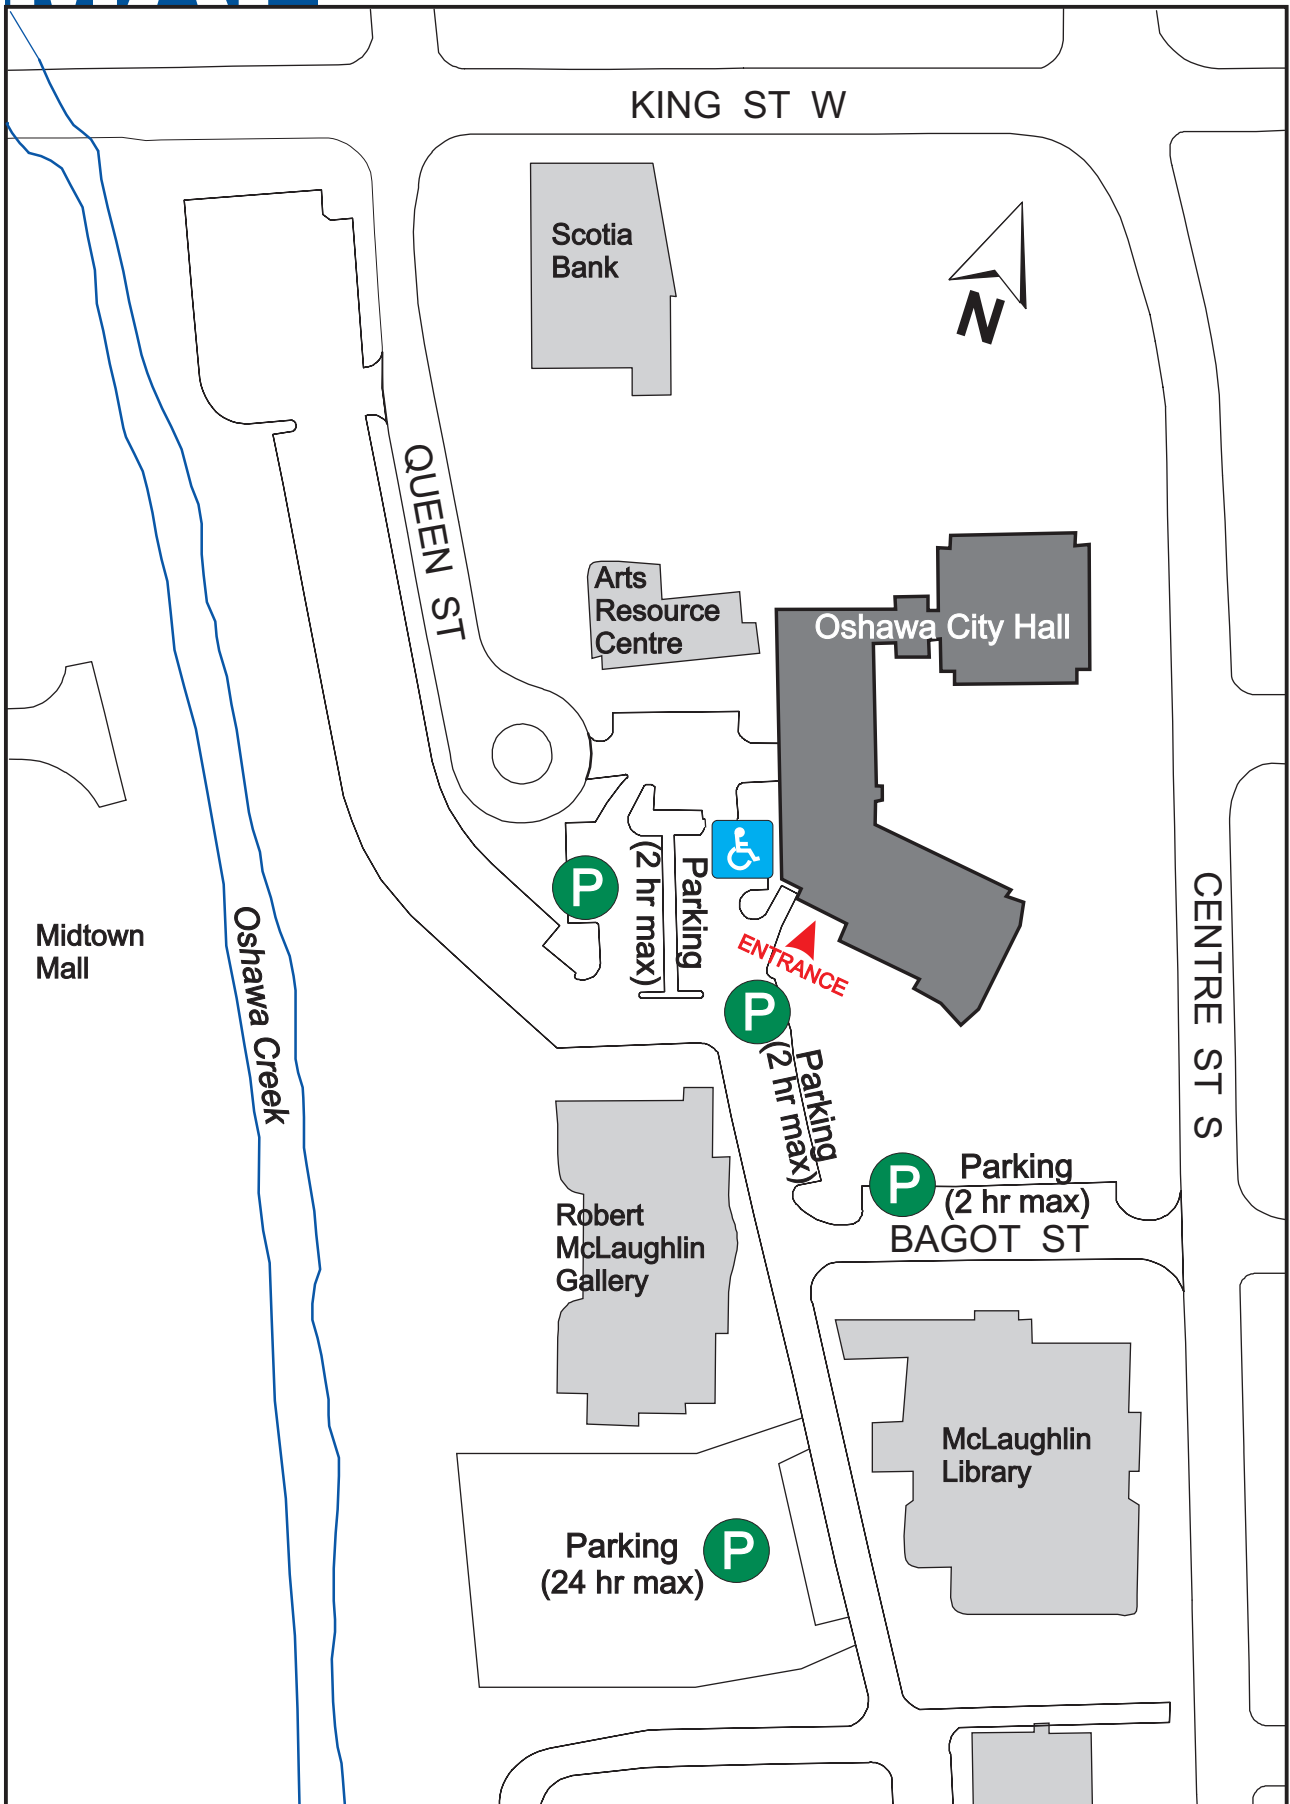 KING ST W
Scotia
Bank
N
QUEEN ST
Arts
Resource
Centre
Oshawa City Hall
P
Parking
(2 hr max)
ENTRANCE
Midtown
Mall
Oshawa Creek
CENTRE ST S
P
Parking
(2 hr max)
P
Parking
(2 hr max)
BAGOT ST
Robert
McLaughlin
Gallery
McLaughlin
Library
Parking
(24 hr max)
P